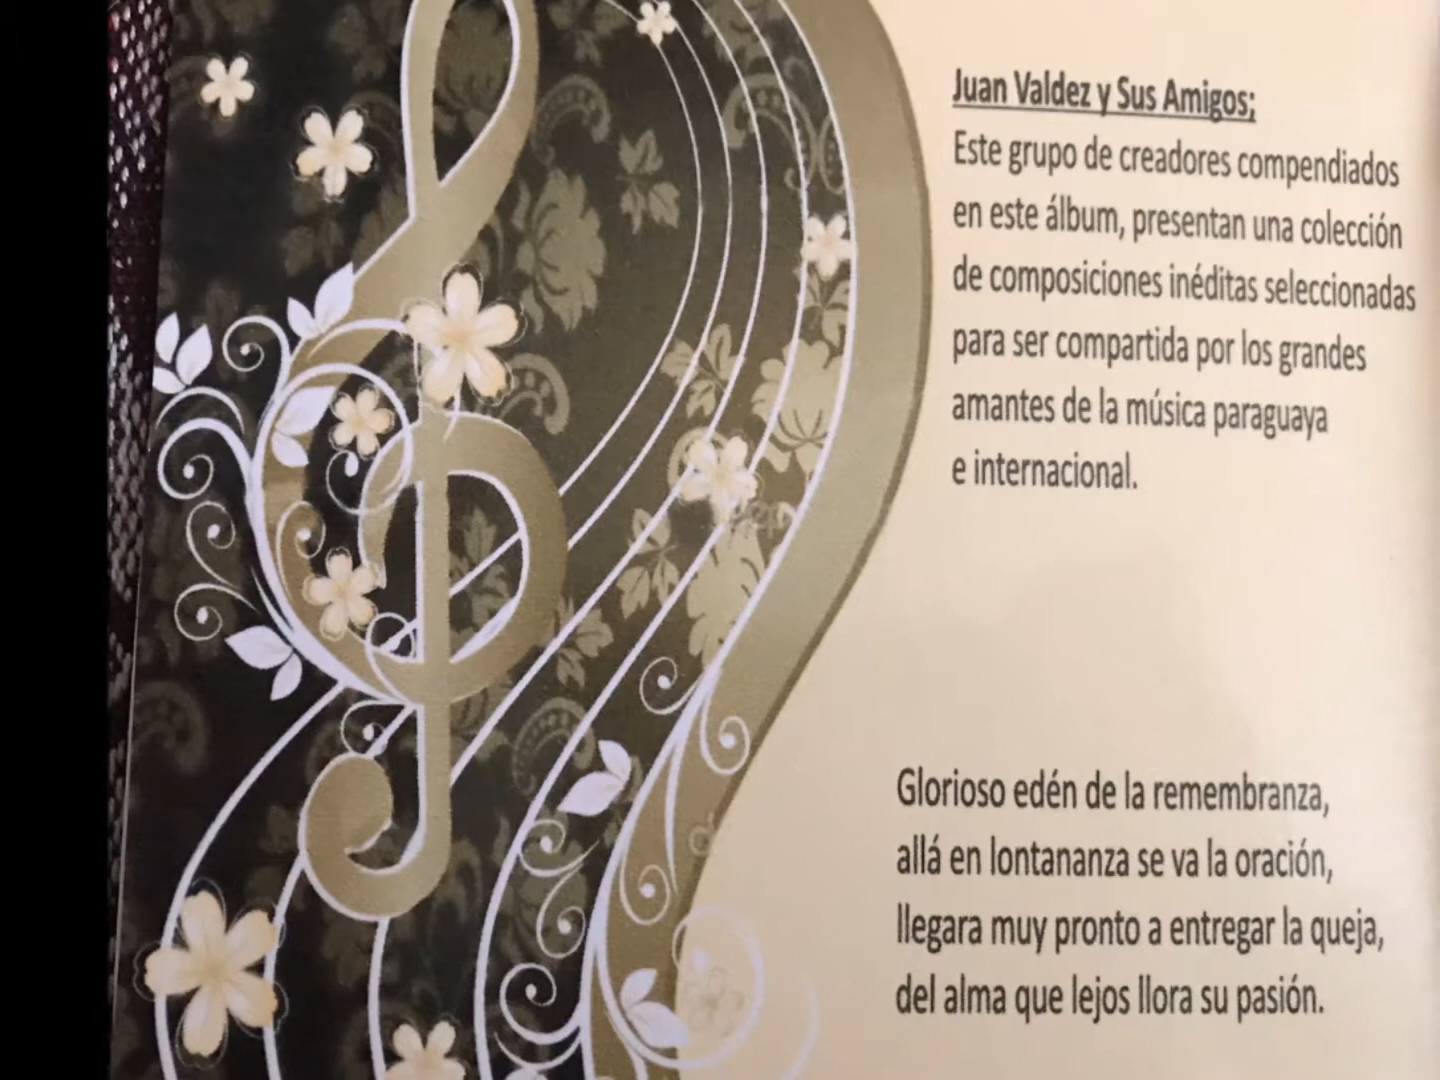 Juan Valdez y Sus Amigos;
Este grupo de creadores compendiados
en este álbum, presentan una colección
de composiciones inéditas seleccionadas
para ser compartida por los grandes
amantes de la música paraguaya
e internacional.
Glorioso edén de la remembranza,
allá en lontananza se va la oración,
llegara muy pronto a entregar la queja,
del alma que lejos llora su pasión.